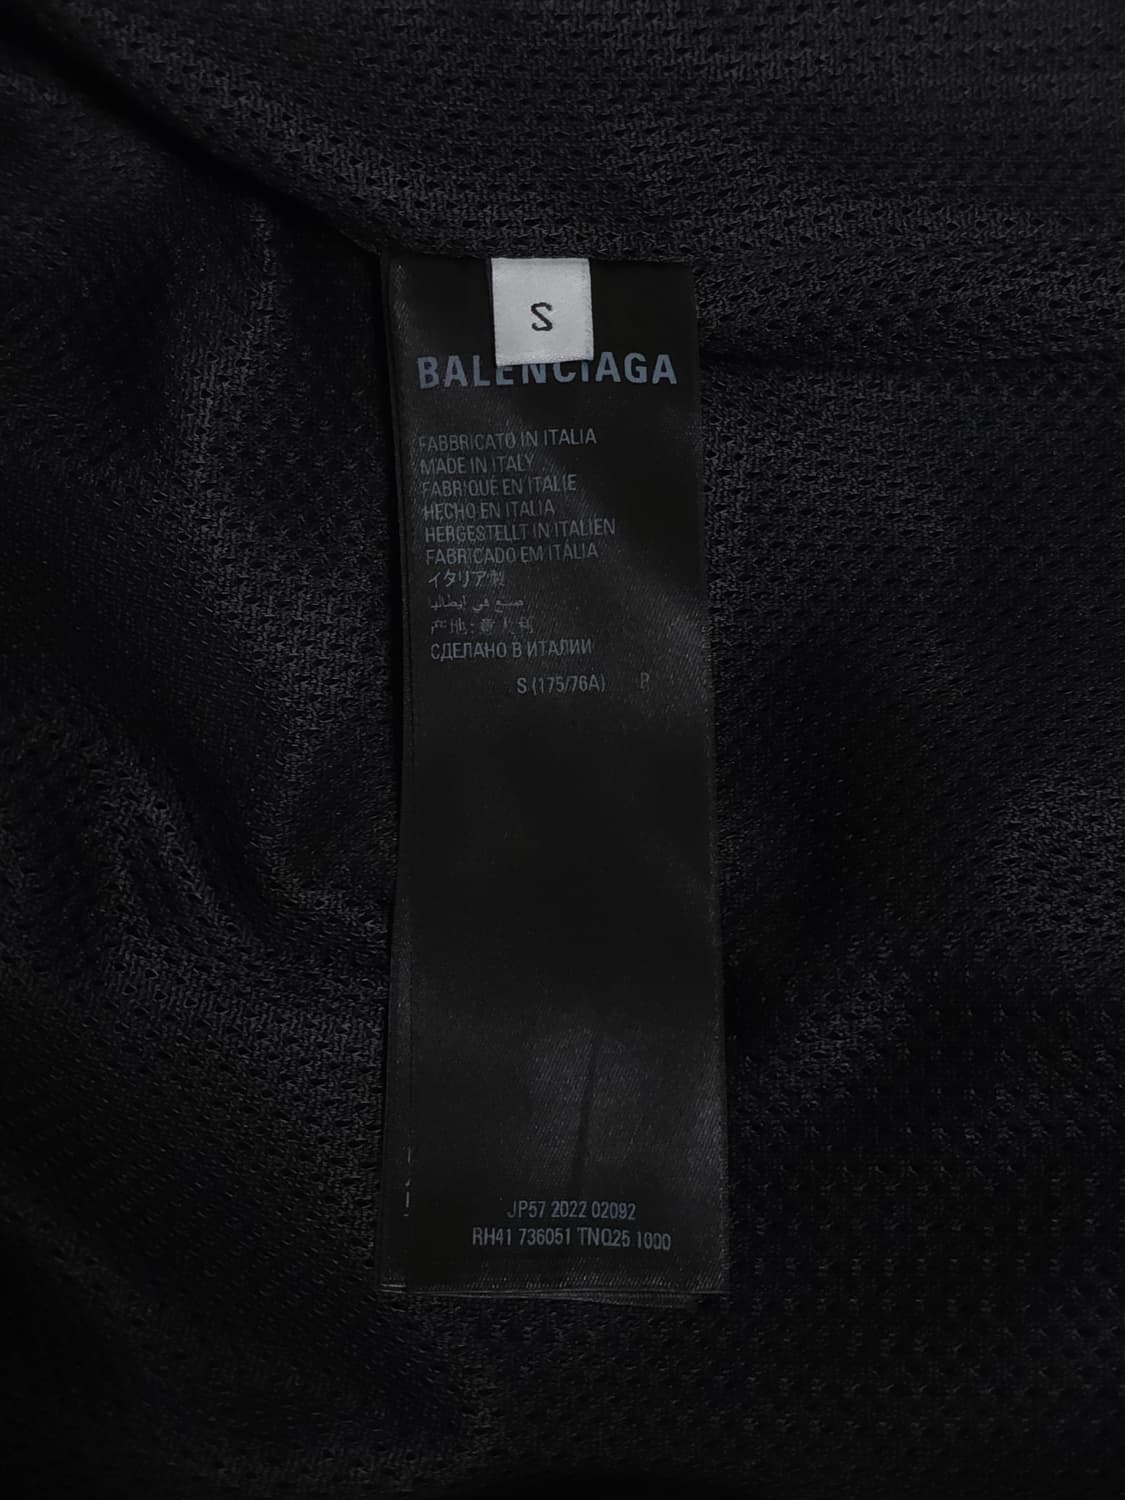 S
BALENCIAGA
FABBRICATO IN ITALIA
MADE IN ITALY
FABRIQUÉ EN ITALIE
HECHO EN ITALIA
HERGESTELLT IN ITALIEN
FABRICADO EM ITÁLIA
イタリア製
صنع في إيطاليا
产地:意大利
СДЕЛАНО В ИТАЛИИ
S (175/76A) P
JP57 2022 02092
RH41 736051 TNQ25 1000